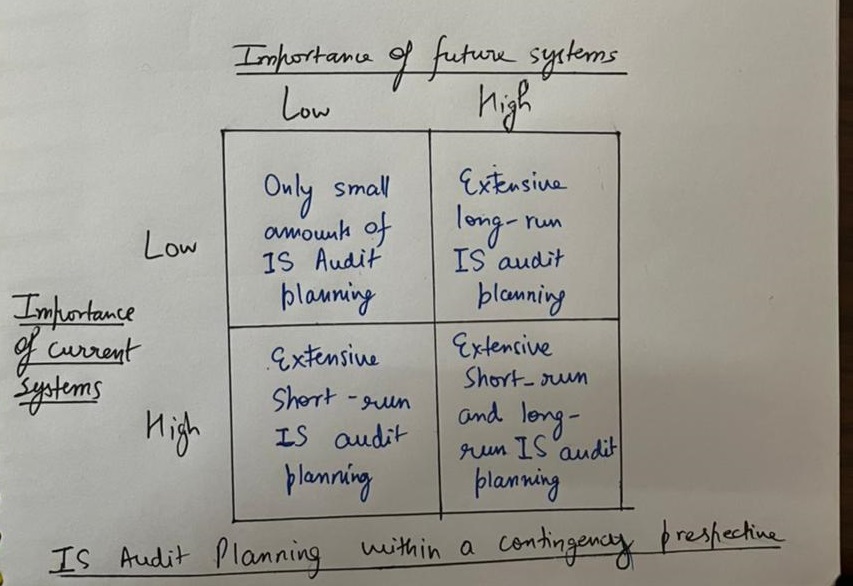 Importance of future systems
Low High
Only small
amounts of
IS Audit
planning
Extensive
long-run
IS audit
planning
Low
Importance
of current
systems
High
Extensive
Short-run
IS audit
planning
Extensive
Short-run
and long-
run IS audit
planning
IS Audit Planning within a contingency prespective